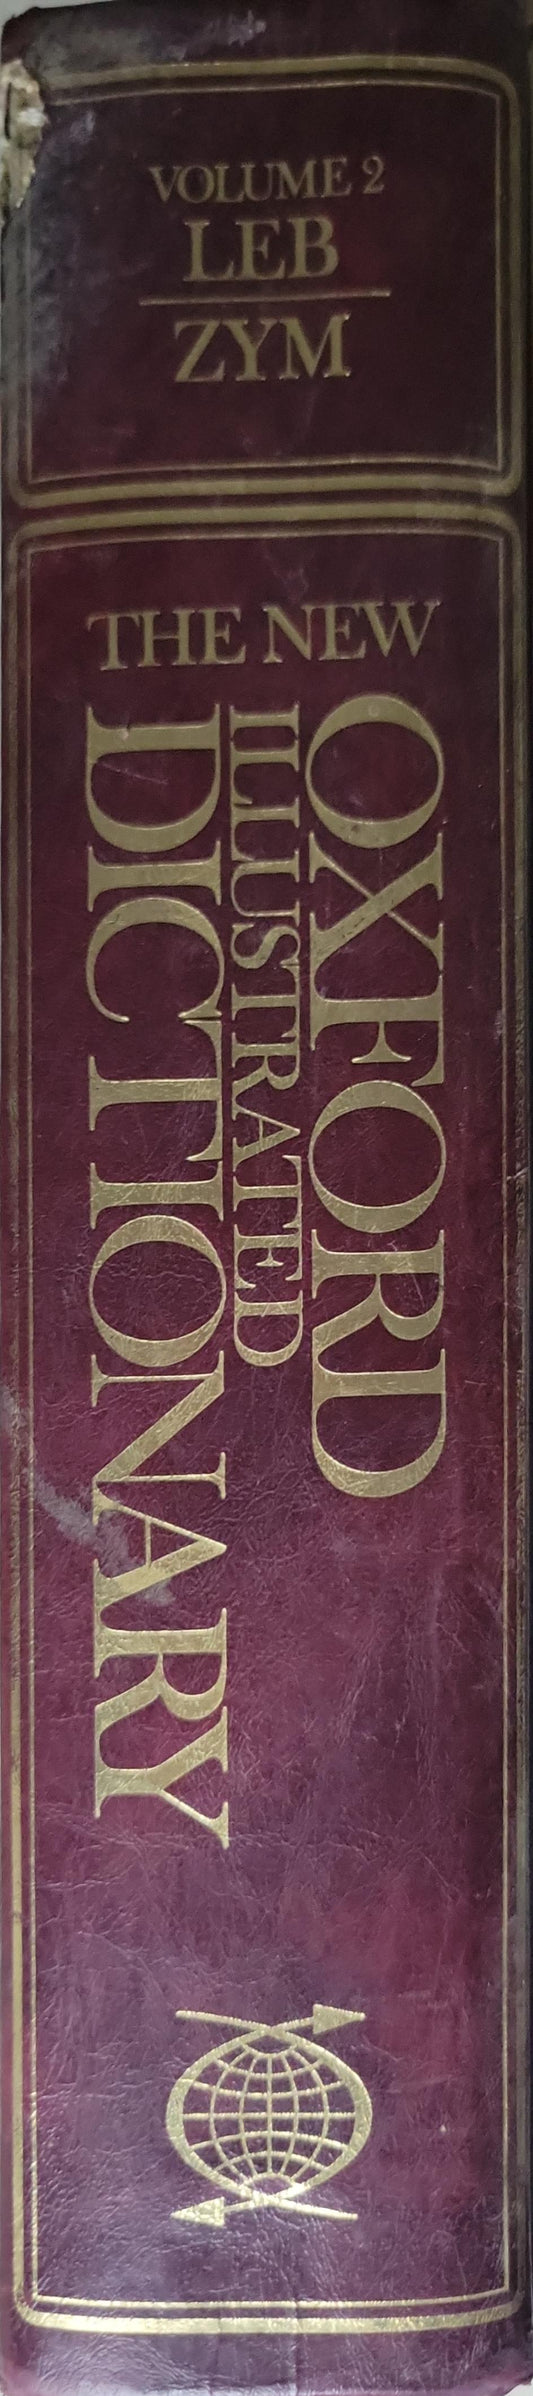 VOLUME 2
LEB
ZYM
THE NEW
OXFORD
ILLUSTRATED
DICTIONARY